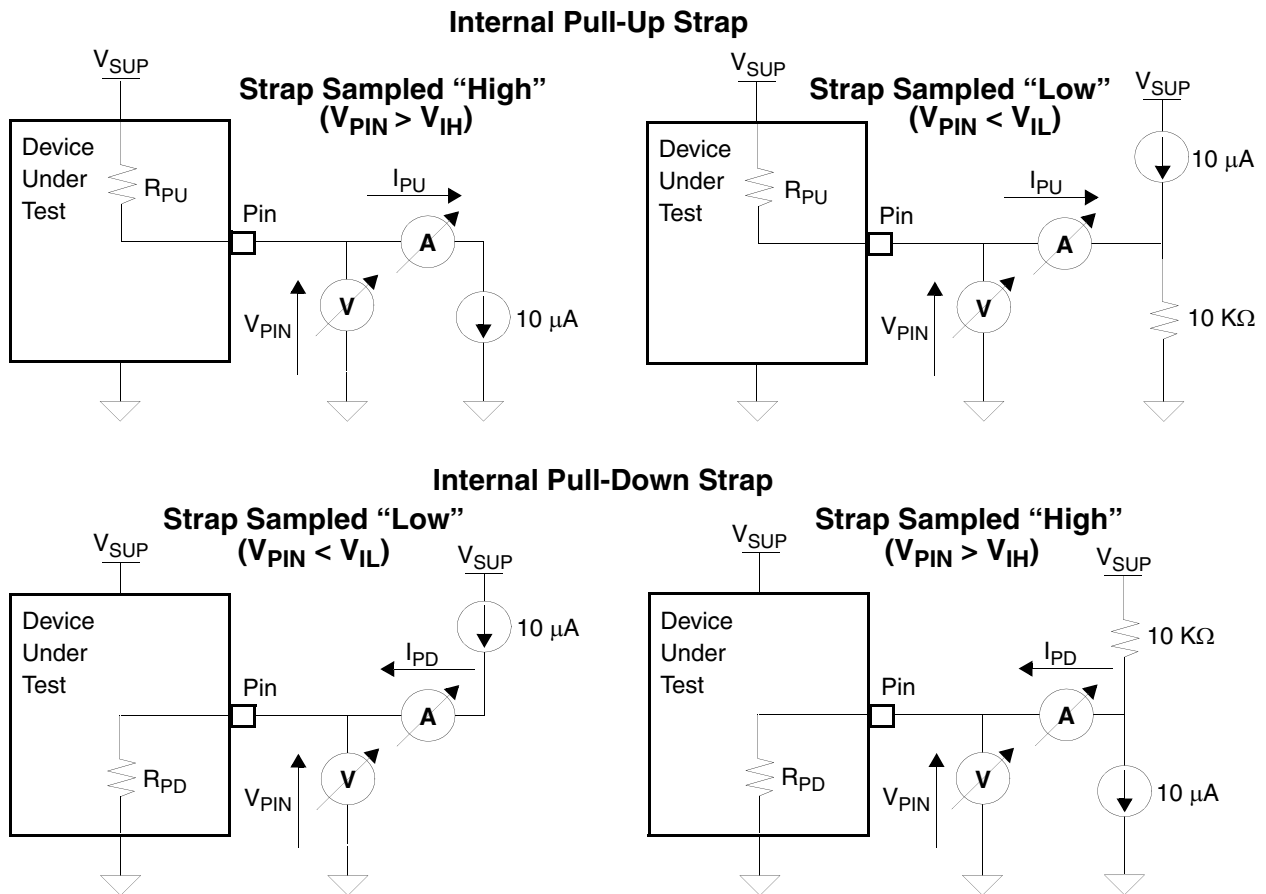 Internal Pull-Up Strap
V_SUP
Strap Sampled “High”
(V_PIN > V_IH)
Device
Under
Test
R_PU
I_PU
Pin
A
V
V_PIN
10 μA
V_SUP
Strap Sampled “Low”
(V_PIN < V_IL)
V_SUP
Device
Under
Test
R_PU
I_PU
10 μA
Pin
A
V
V_PIN
10 KΩ
Internal Pull-Down Strap
Strap Sampled “Low”
(V_PIN < V_IL)
V_SUP
V_SUP
Device
Under
Test
10 μA
I_PD
Pin
A
R_PD
V
V_PIN
Strap Sampled “High”
(V_PIN > V_IH)
V_SUP
V_SUP
Device
Under
Test
10 KΩ
I_PD
Pin
A
R_PD
V
V_PIN
10 μA